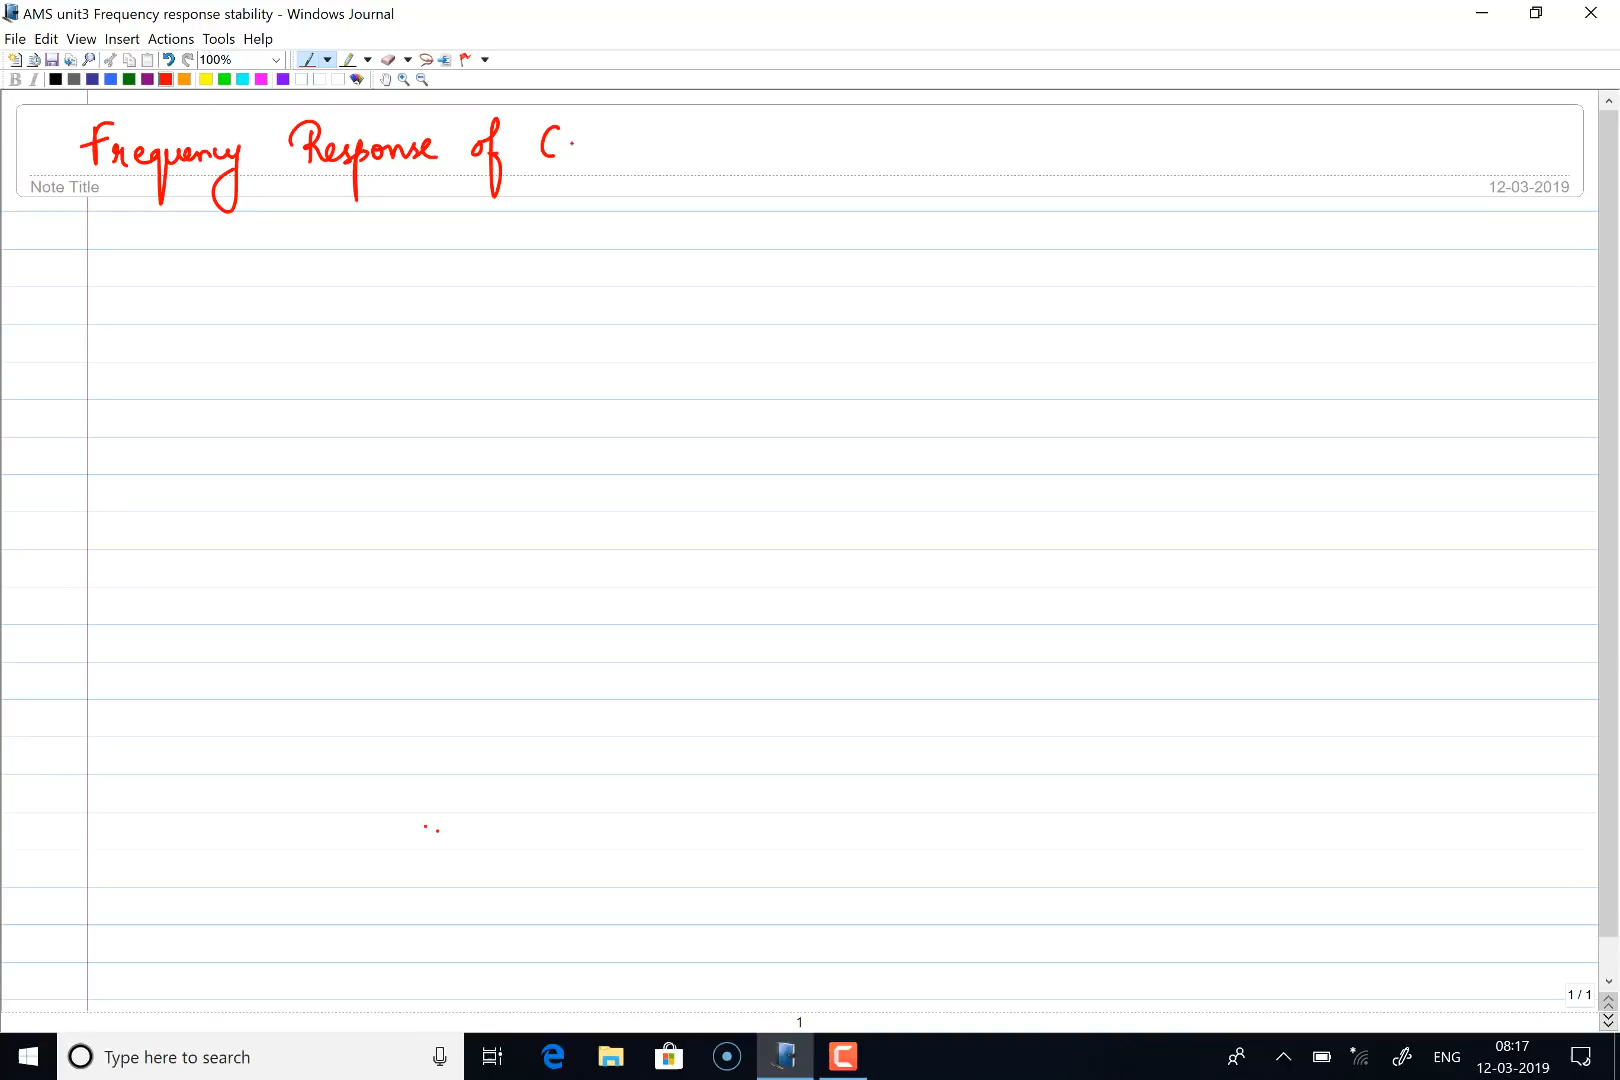 AMS unit3 Frequency response stability - Windows Journal
File Edit View Insert Actions Tools Help
100%
B I
Frequency Response of C
Note Title
12-03-2019
1 / 1
1
Type here to search
ENG
08:17
12-03-2019